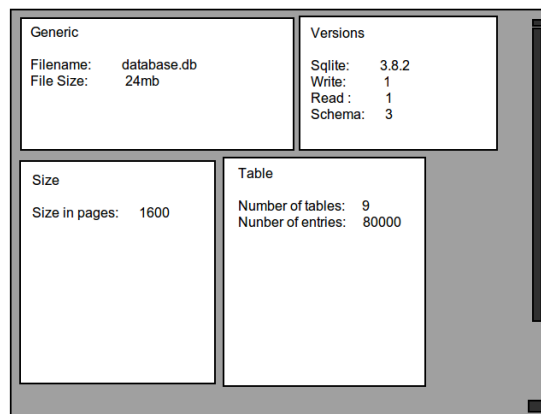 Generic
Filename: database.db
File Size: 24mb
Versions
Sqlite: 3.8.2
Write: 1
Read : 1
Schema: 3
Size
Size in pages: 1600
Table
Number of tables: 9
Nunber of entries: 80000